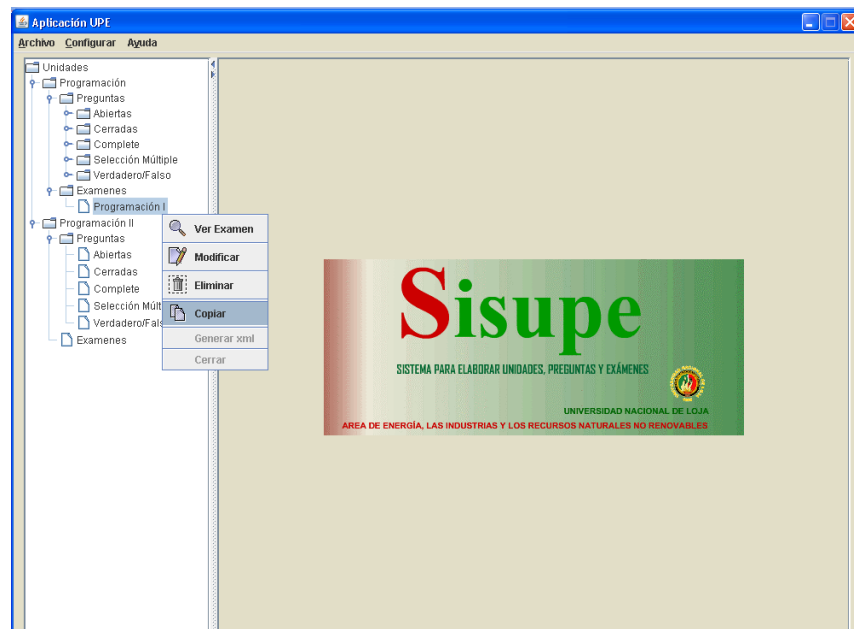 Aplicación UPE
Archivo Configurar Ayuda
Unidades
Programación
Preguntas
Abiertas
Cerradas
Complete
Selección Múltiple
Verdadero/Falso
Examenes
Programación I
Programación II
Preguntas
Abiertas
Cerradas
Complete
Selección Múlt
Verdadero/Fals
Examenes
Ver Examen
Modificar
Eliminar
Copiar
Generar xml
Cerrar
Sisupe
SISTEMA PARA ELABORAR UNIDADES, PREGUNTAS Y EXÁMENES
UNIVERSIDAD NACIONAL DE LOJA
AREA DE ENERGÍA, LAS INDUSTRIAS Y LOS RECURSOS NATURALES NO RENOVABLES